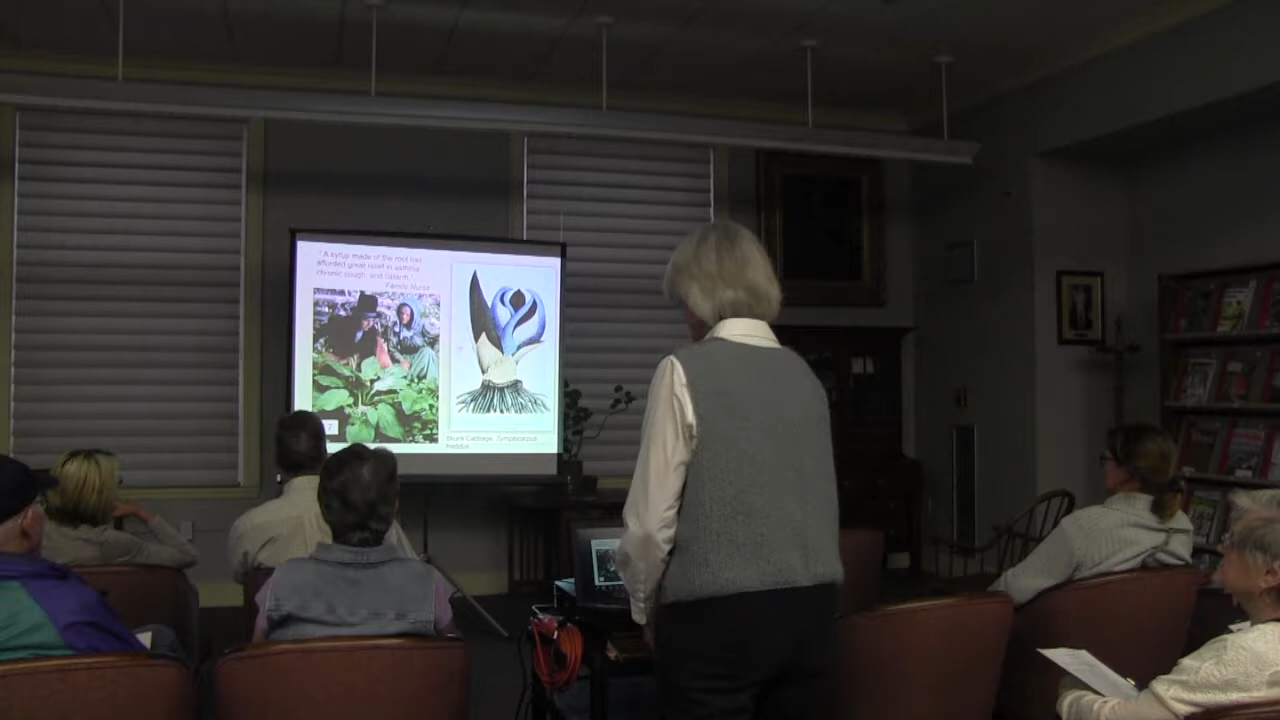 "A syrup made of the root has
afforded great relief in asthma,
chronic cough, and catarrh."
Family Nurse
7
Skunk Cabbage, Symplocarpus
foetidus